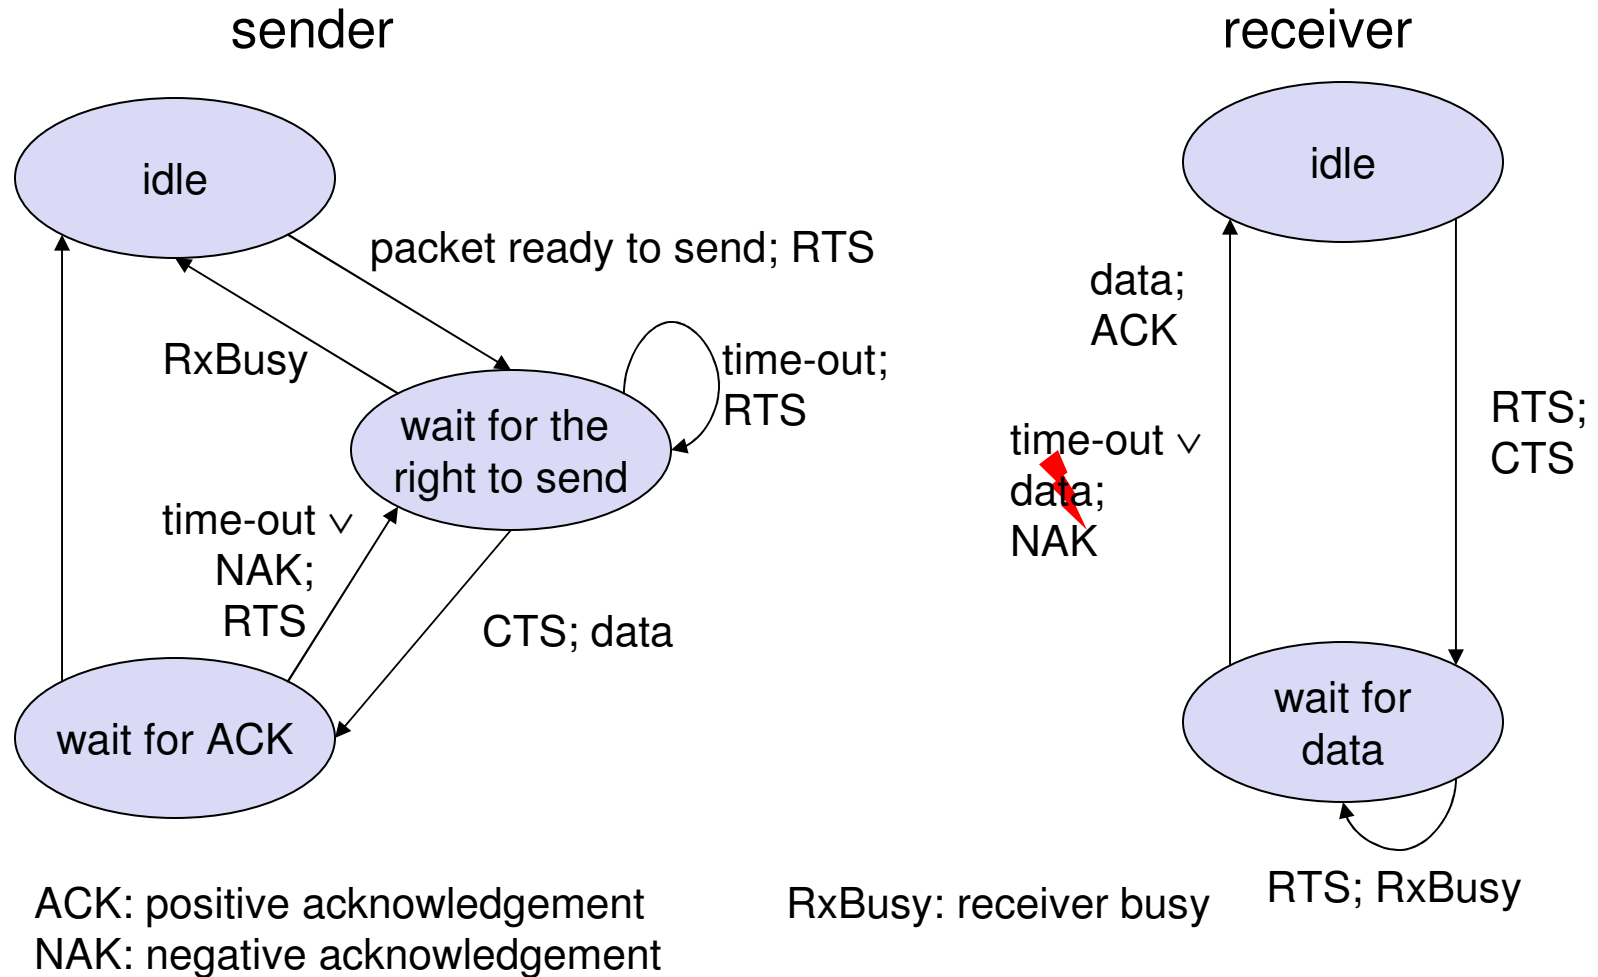 sender
receiver
idle
idle
packet ready to send; RTS
data;
ACK
RxBusy
time-out;
RTS
RTS;
CTS
wait for the
right to send
time-out ∨
data;
NAK
time-out ∨
NAK;
RTS
CTS; data
wait for ACK
wait for
data
RTS; RxBusy
ACK: positive acknowledgement
NAK: negative acknowledgement
RxBusy: receiver busy